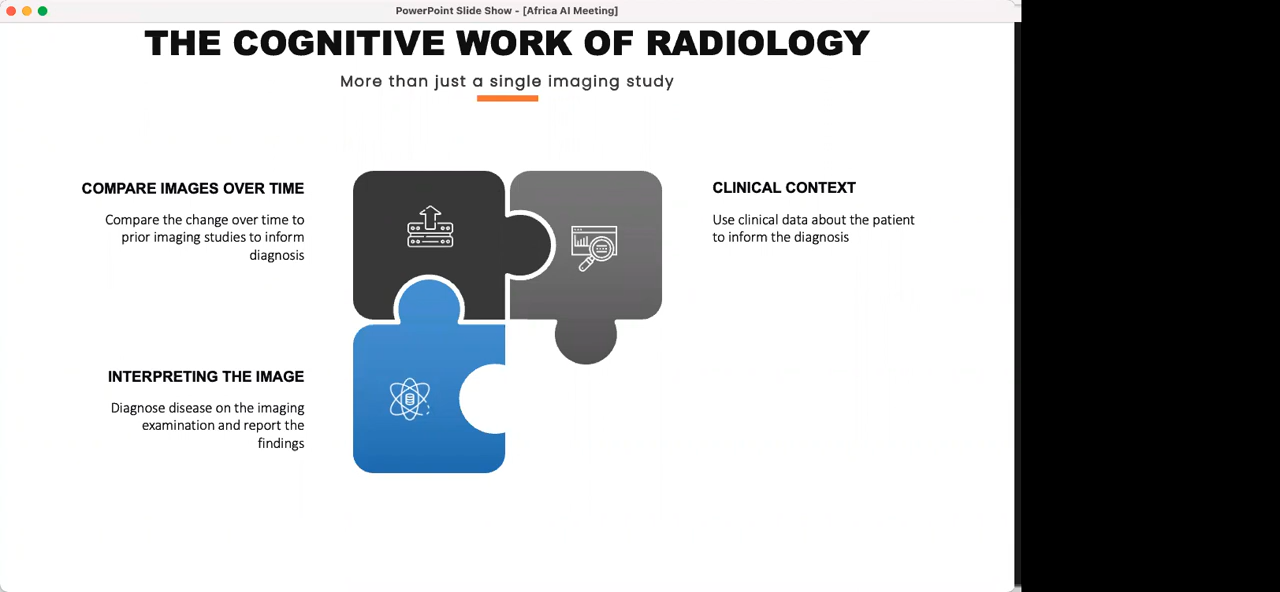 PowerPoint Slide Show - [Africa AI Meeting]
THE COGNITIVE WORK OF RADIOLOGY
More than just a single imaging study
COMPARE IMAGES OVER TIME
Compare the change over time to
prior imaging studies to inform
diagnosis
CLINICAL CONTEXT
Use clinical data about the patient
to inform the diagnosis
INTERPRETING THE IMAGE
Diagnose disease on the imaging
examination and report the
findings